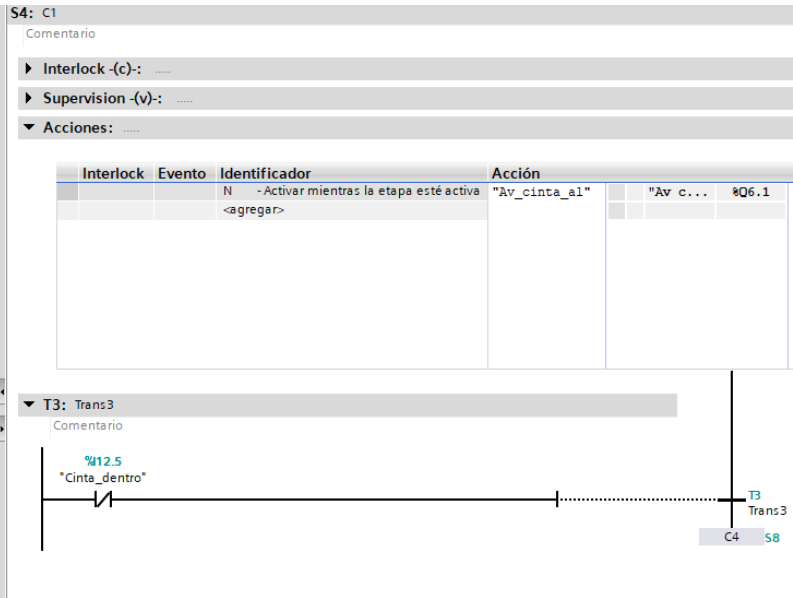 S4: C1
Comentario
Interlock -(c)-: .....
Supervision -(v)-: .....
Acciones: .....
Interlock Evento Identificador Acción
N - Activar mientras la etapa esté activa "Av_cinta_al" "Av c... %Q6.1
<agregar>
T3: Trans3
Comentario
%I12.5
"Cinta_dentro"
T3
Trans3
C4 S8